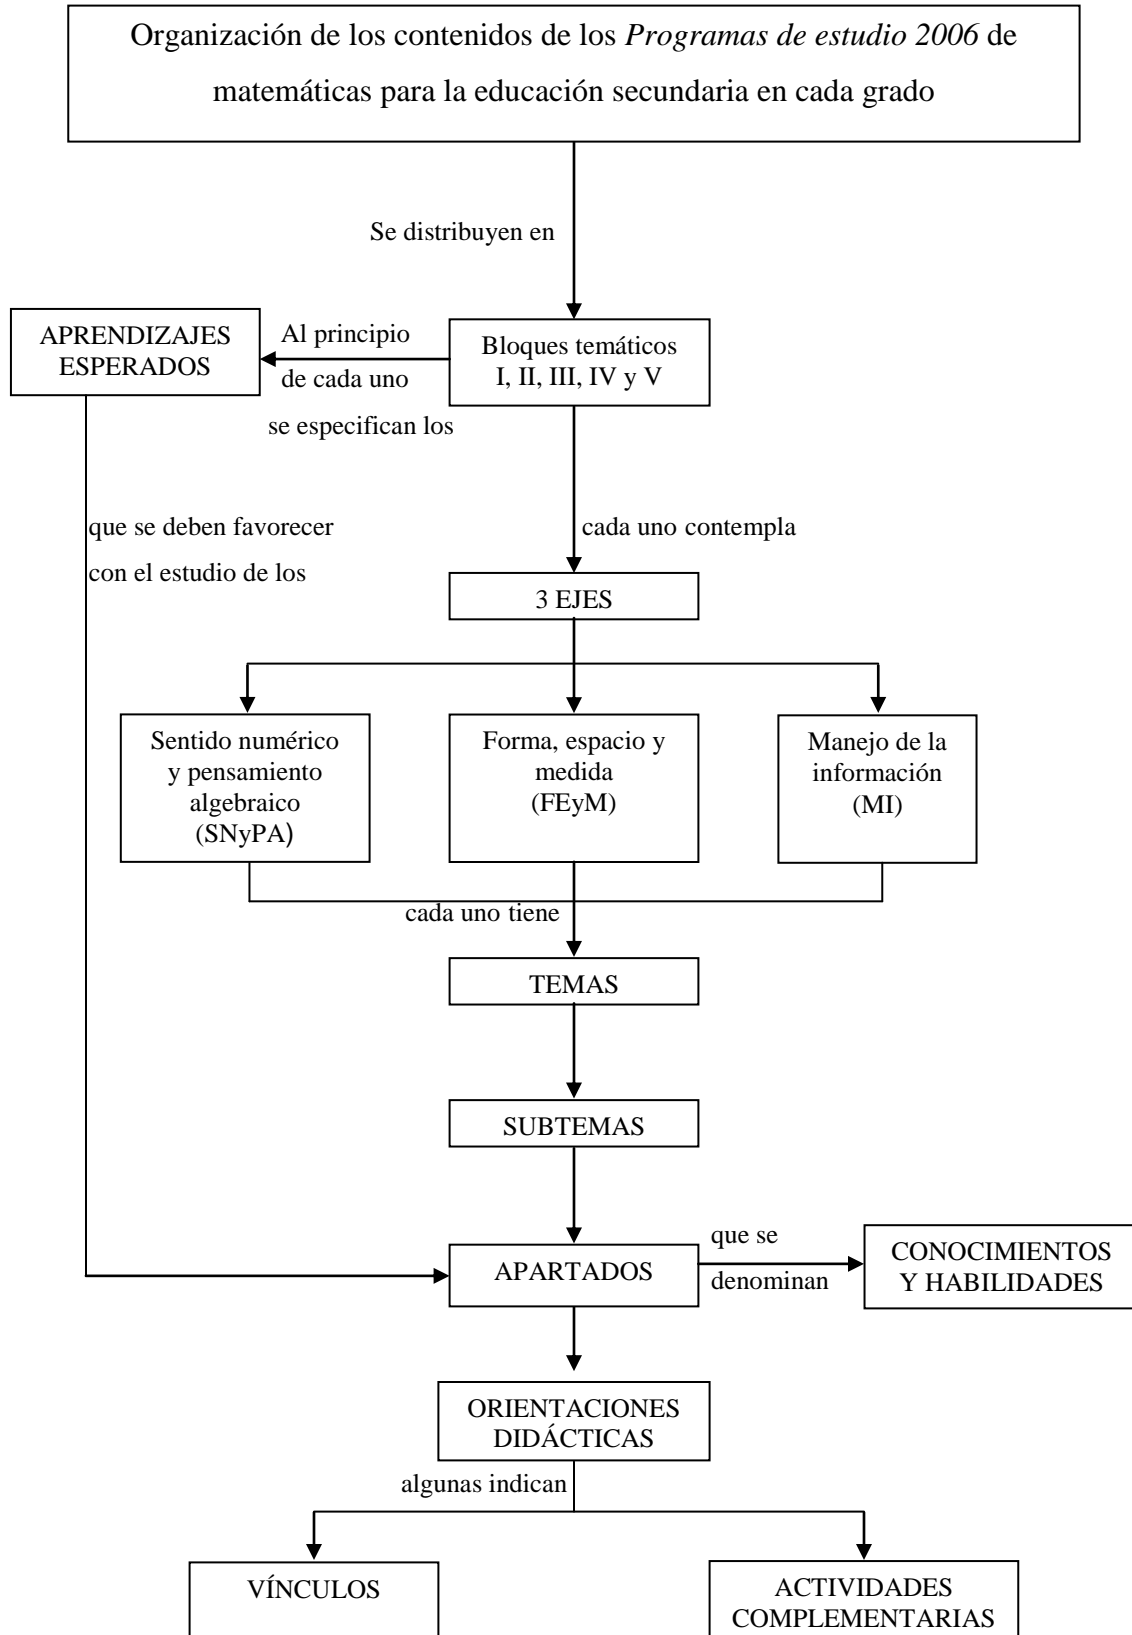 Organización de los contenidos de los Programas de estudio 2006 de
matemáticas para la educación secundaria en cada grado
Se distribuyen en
APRENDIZAJES
ESPERADOS
Al principio
de cada uno
se especifican los
Bloques temáticos
I, II, III, IV y V
que se deben favorecer
con el estudio de los
cada uno contempla
3 EJES
Sentido numérico
y pensamiento
algebraico
(SNyPA)
Forma, espacio y
medida
(FEyM)
Manejo de la
información
(MI)
cada uno tiene
TEMAS
SUBTEMAS
APARTADOS
que se
denominan
CONOCIMIENTOS
Y HABILIDADES
ORIENTACIONES
DIDÁCTICAS
algunas indican
VÍNCULOS
ACTIVIDADES
COMPLEMENTARIAS